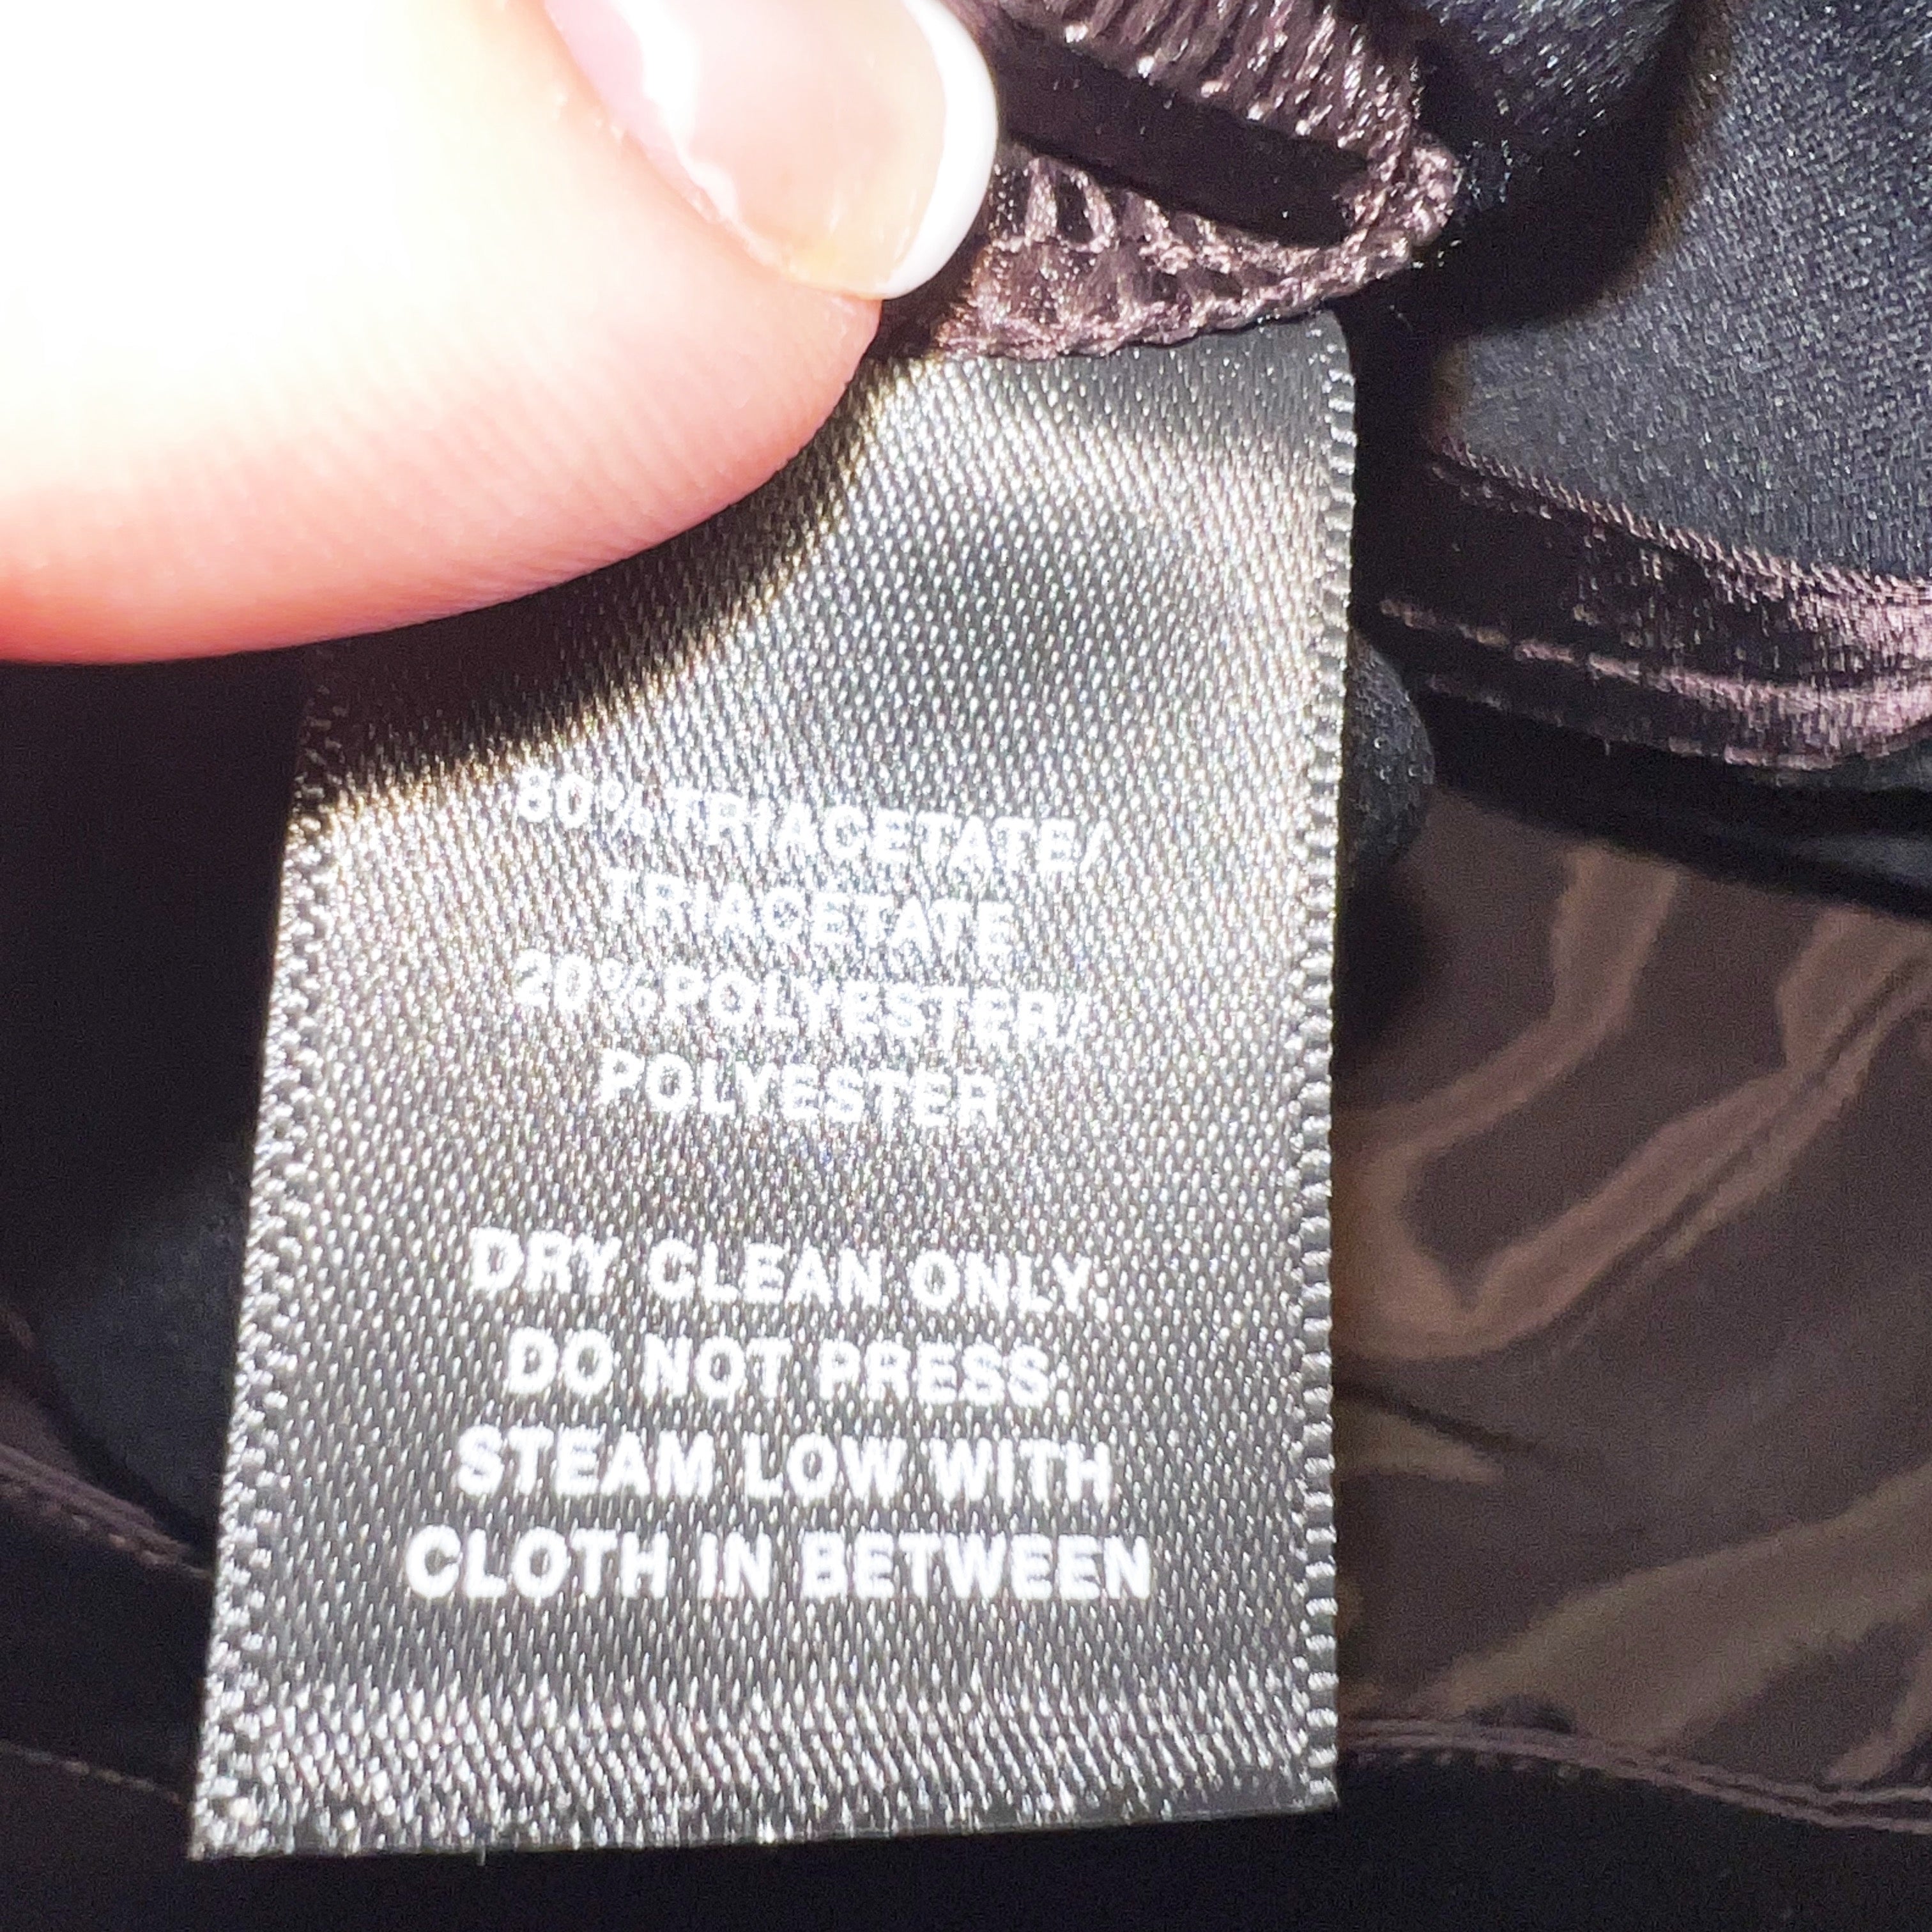 80%TRIACETATE/
TRIACETATE
20%POLYESTER/
POLYESTER
DRY CLEAN ONLY;
DO NOT PRESS;
STEAM LOW WITH
CLOTH IN BETWEEN